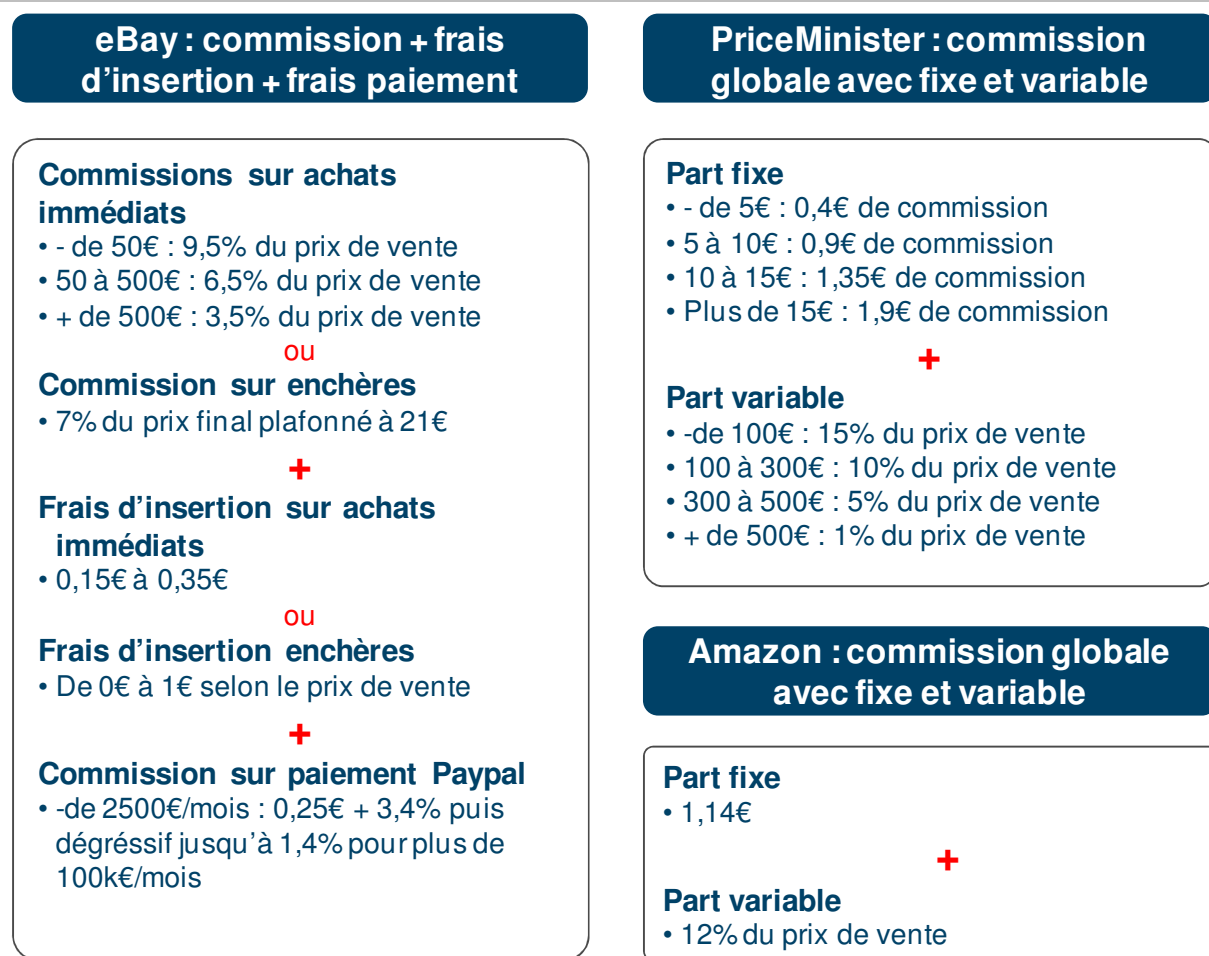 eBay : commission + frais
d'insertion + frais paiement
Commissions sur achats
immédiats
• - de 50€ : 9,5% du prix de vente
• 50 à 500€ : 6,5% du prix de vente
• + de 500€ : 3,5% du prix de vente
ou
Commission sur enchères
• 7% du prix final plafonné à 21€
+
Frais d'insertion sur achats
immédiats
• 0,15€ à 0,35€
ou
Frais d'insertion enchères
• De 0€ à 1€ selon le prix de vente
+
Commission sur paiement Paypal
• -de 2500€/mois : 0,25€ + 3,4% puis
dégréssif jusqu'à 1,4% pour plus de
100k€/mois
PriceMinister : commission
globale avec fixe et variable
Part fixe
• - de 5€ : 0,4€ de commission
• 5 à 10€ : 0,9€ de commission
• 10 à 15€ : 1,35€ de commission
• Plus de 15€ : 1,9€ de commission
+
Part variable
• -de 100€ : 15% du prix de vente
• 100 à 300€ : 10% du prix de vente
• 300 à 500€ : 5% du prix de vente
• + de 500€ : 1% du prix de vente
Amazon : commission globale
avec fixe et variable
Part fixe
• 1,14€
+
Part variable
• 12% du prix de vente